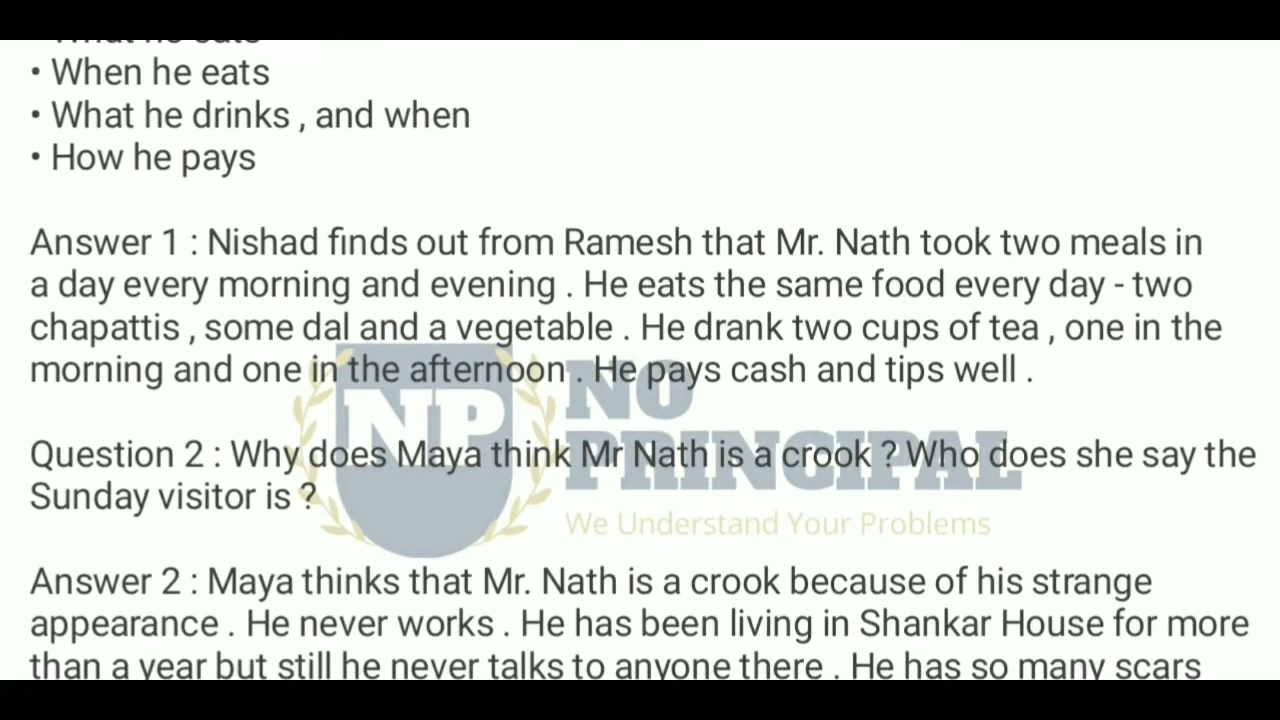 What he eats
• When he eats
• What he drinks , and when
• How he pays
Answer 1 : Nishad finds out from Ramesh that Mr. Nath took two meals in
a day every morning and evening . He eats the same food every day - two
chapattis , some dal and a vegetable . He drank two cups of tea , one in the
morning and one in the afternoon . He pays cash and tips well .
Question 2 : Why does Maya think Mr Nath is a crook ? Who does she say the
Sunday visitor is ?
Answer 2 : Maya thinks that Mr. Nath is a crook because of his strange
appearance . He never works . He has been living in Shankar House for more
than a year but still he never talks to anyone there . He has so many scars
NP
NO
PRINCIPAL
We Understand Your Problems